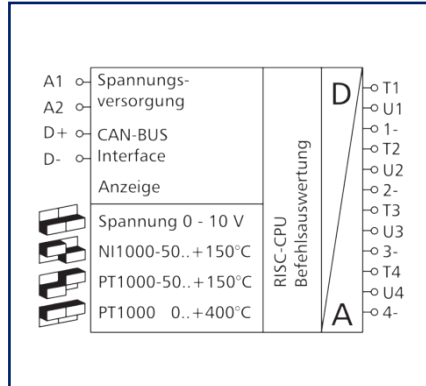 A1
Spannungs-
A2
versorgung
D+
CAN-BUS
D-
Interface
Anzeige
Spannung 0 - 10 V
NI1000-50..+150°C
PT1000-50..+150°C
PT1000 0..+400°C
RISC-CPU
Befehlsauswertung
D
A
T1
U1
1-
T2
U2
2-
T3
U3
3-
T4
U4
4-